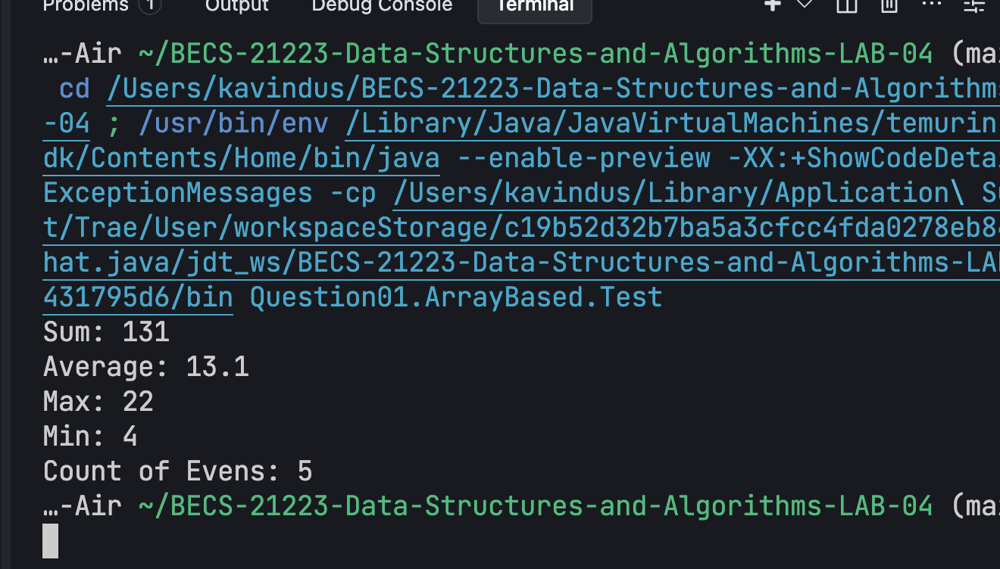 Problems 1 Output Debug Console Terminal
…-Air ~/BECS-21223-Data-Structures-and-Algorithms-LAB-04 (ma
cd /Users/kavindus/BECS-21223-Data-Structures-and-Algorithm
-04 ; /usr/bin/env /Library/Java/JavaVirtualMachines/temurin
dk/Contents/Home/bin/java --enable-preview -XX:+ShowCodeDeta
ExceptionMessages -cp /Users/kavindus/Library/Application\ S
t/Trae/User/workspaceStorage/c19b52d32b7ba5a3cfcc4fda0278eb8
hat.java/jdt_ws/BECS-21223-Data-Structures-and-Algorithms-LA
431795d6/bin Question01.ArrayBased.Test
Sum: 131
Average: 13.1
Max: 22
Min: 4
Count of Evens: 5
…-Air ~/BECS-21223-Data-Structures-and-Algorithms-LAB-04 (ma